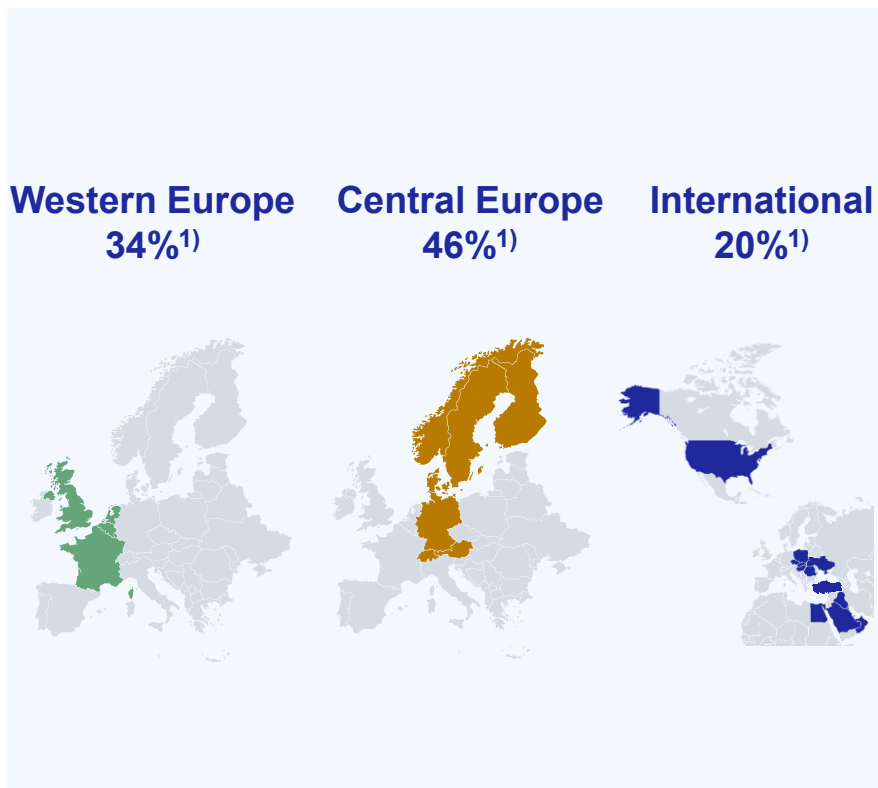 Western Europe
34%1)
Central Europe
46%1)
International
20%1)